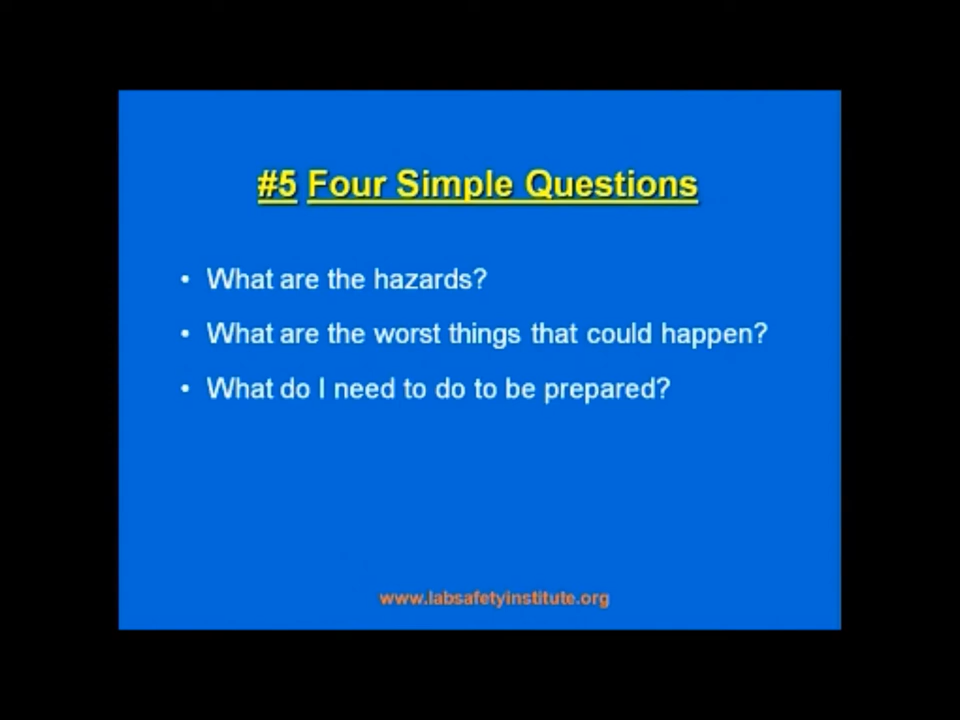 #5 Four Simple Questions
• What are the hazards?
• What are the worst things that could happen?
• What do I need to do to be prepared?
www.labsafetyinstitute.org